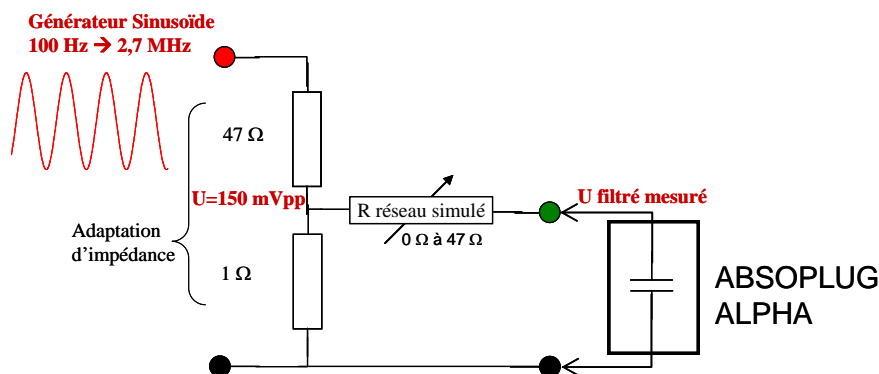 Générateur Sinusoïde
100 Hz → 2,7 MHz
47 Ω
U=150 mVpp
Adaptation
d’impédance
1 Ω
R réseau simulé
0 Ω à 47 Ω
U filtré mesuré
ABSOPLUG
ALPHA